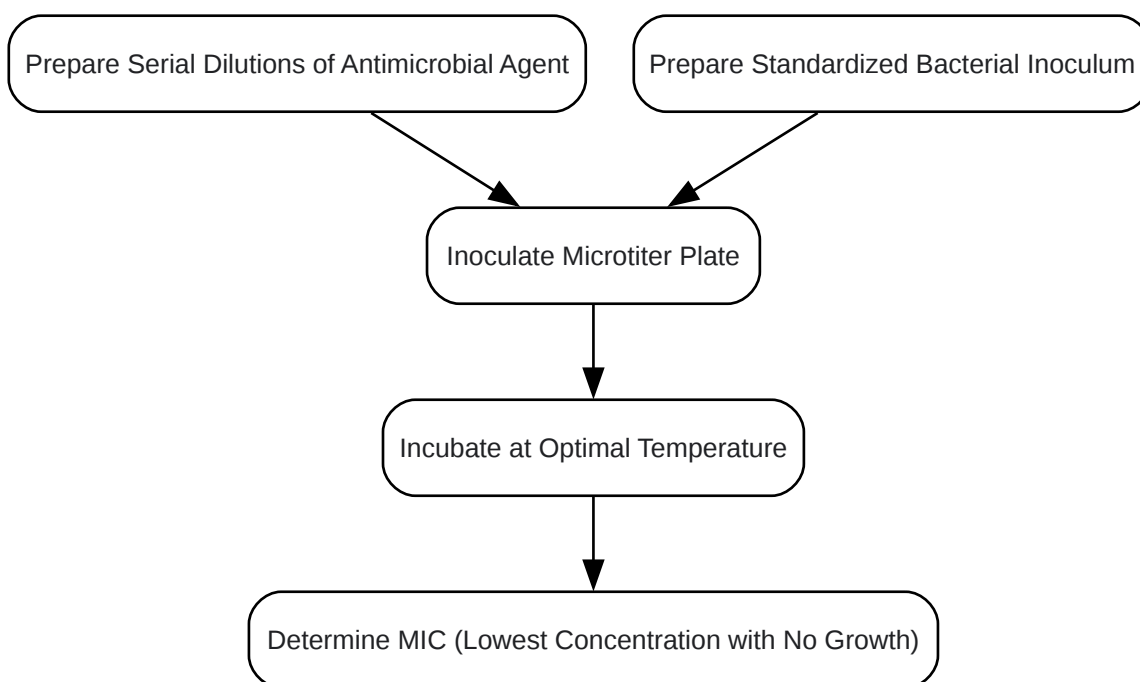 Prepare Serial Dilutions of Antimicrobial Agent
Prepare Standardized Bacterial Inoculum
Inoculate Microtiter Plate
Incubate at Optimal Temperature
Determine MIC (Lowest Concentration with No Growth)